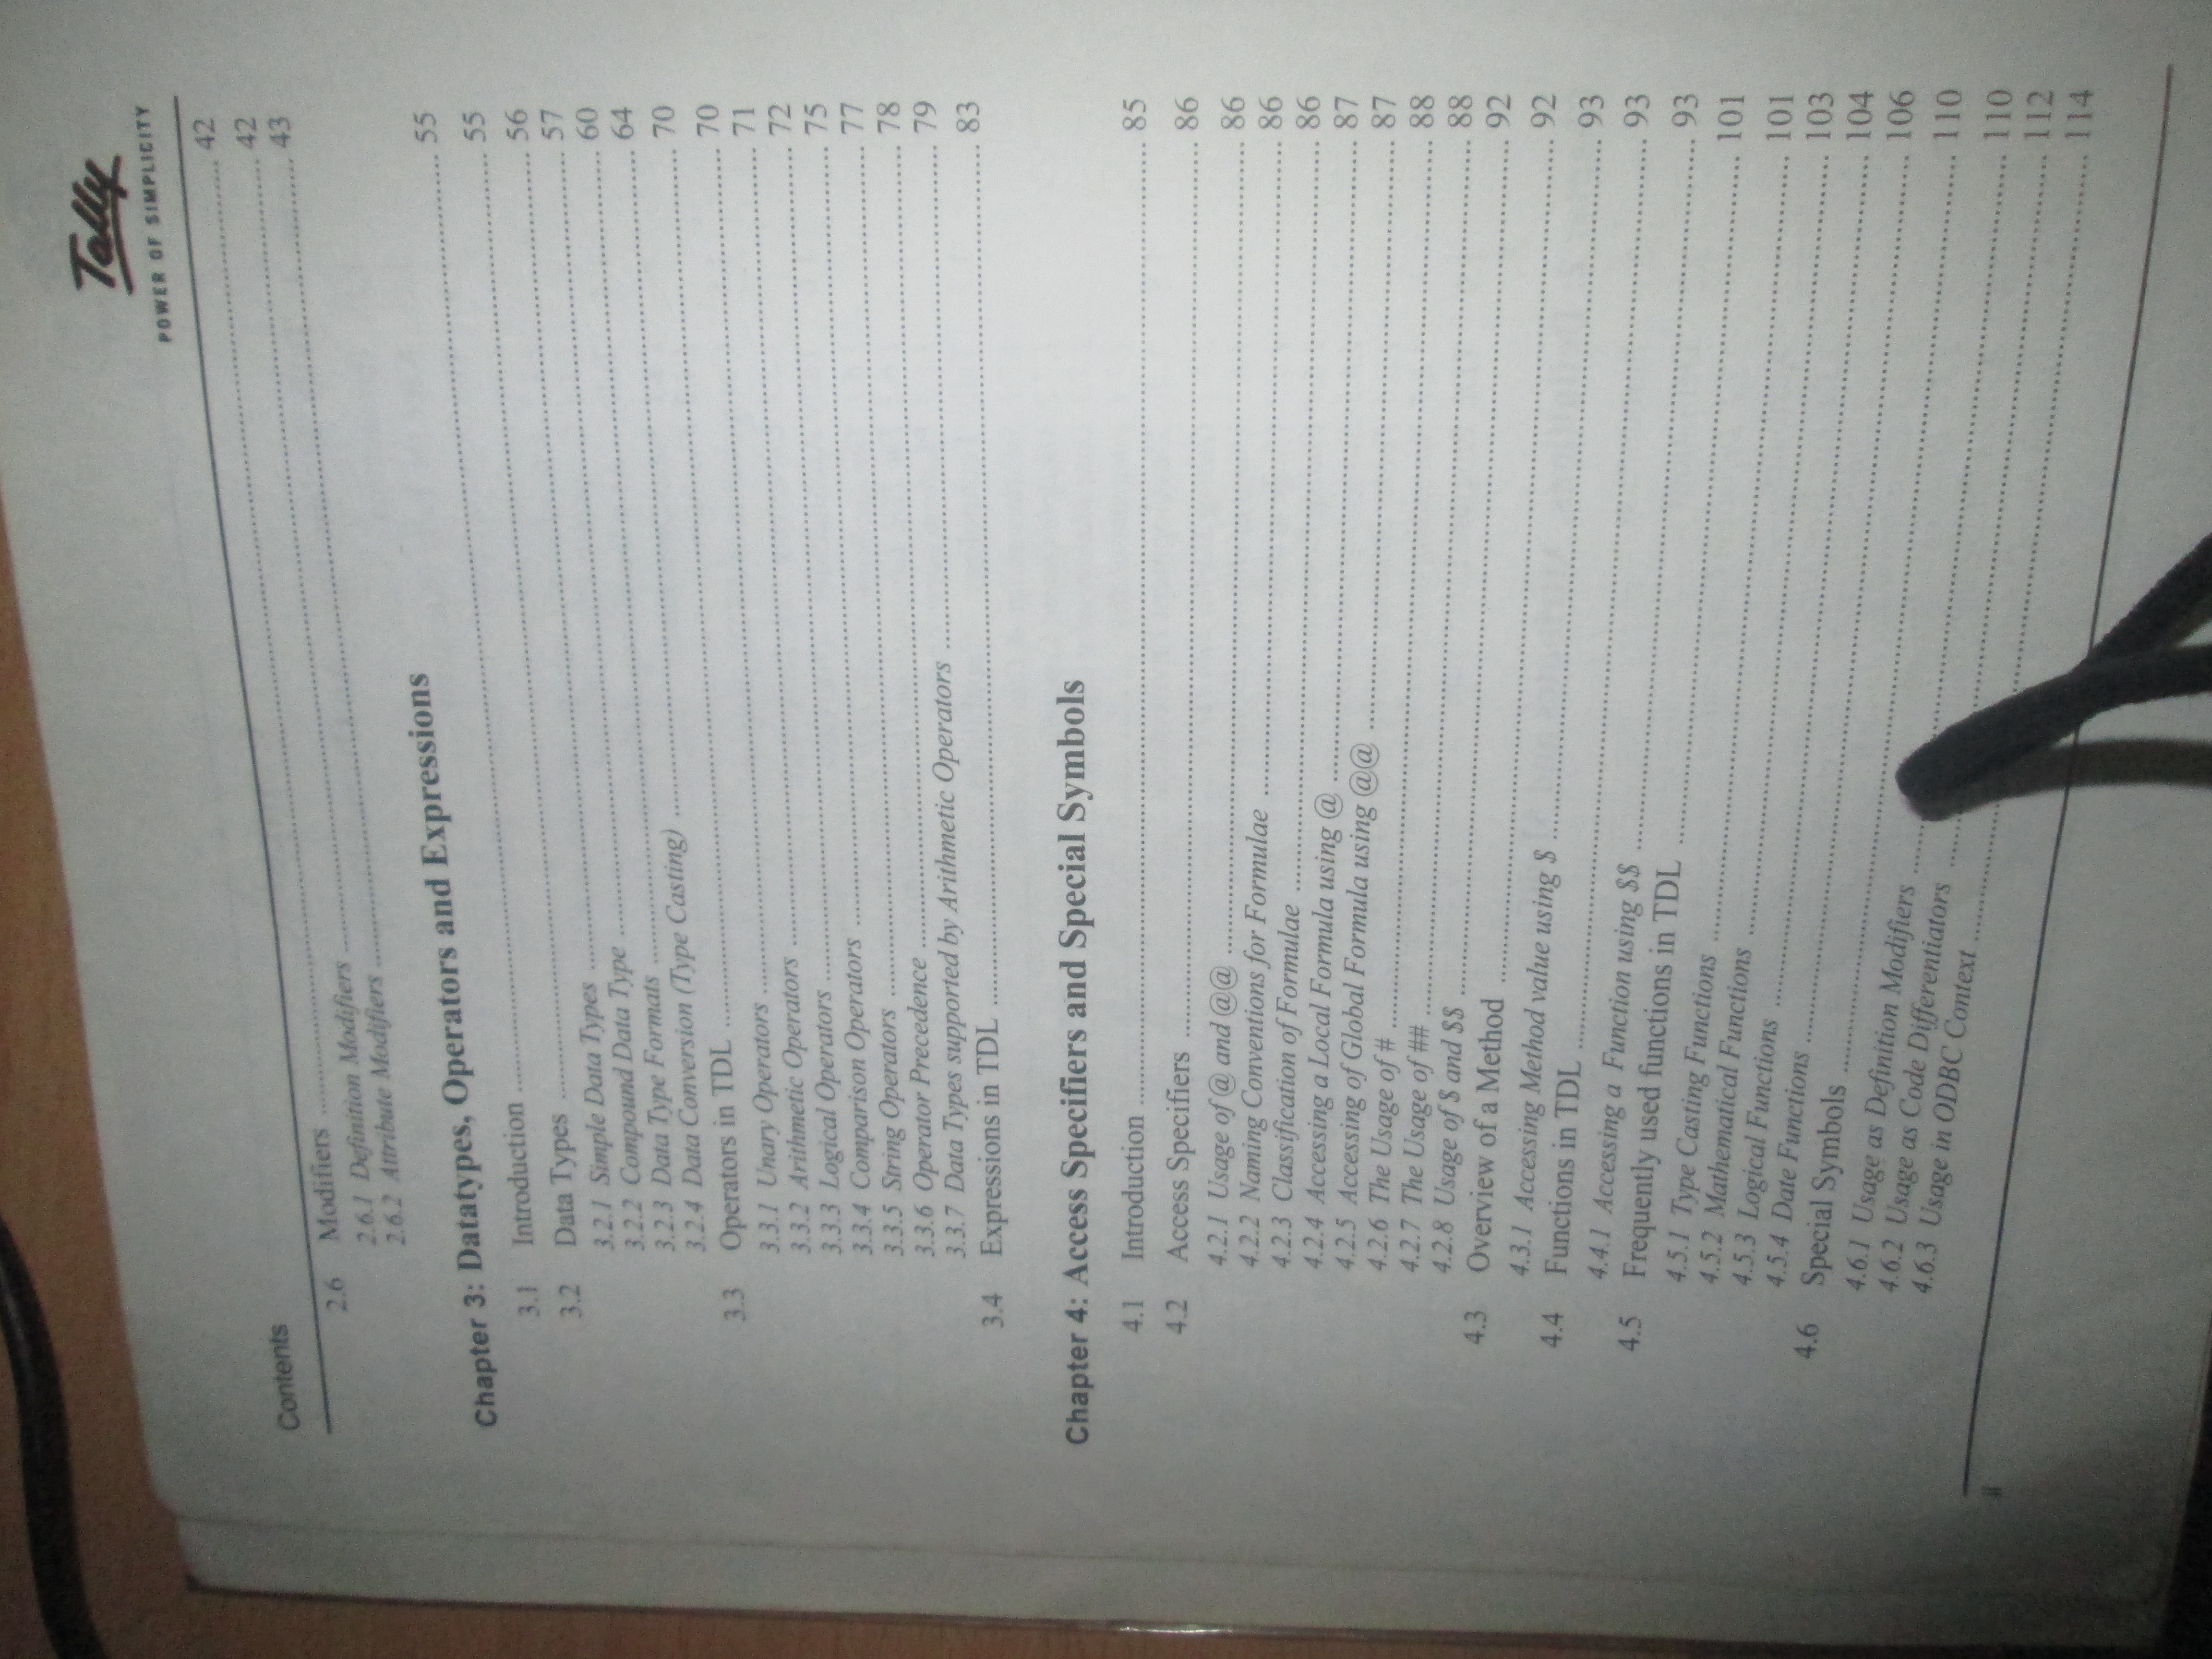 Tally
POWER OF SIMPLICITY
Contents
2.6 Modifiers 42
2.6.1 Definition Modifiers 42
2.6.2 Attribute Modifiers 43
Chapter 3: Datatypes, Operators and Expressions
3.1 Introduction 55
3.2 Data Types 55
3.2.1 Simple Data Types 56
3.2.2 Compound Data Type 57
3.2.3 Data Type Formats 60
3.2.4 Data Conversion (Type Casting) 64
3.3 Operators in TDL 70
3.3.1 Unary Operators 70
3.3.2 Arithmetic Operators 71
3.3.3 Logical Operators 72
3.3.4 Comparison Operators 75
3.3.5 String Operators 77
3.3.6 Operator Precedence 78
3.3.7 Data Types supported by Arithmetic Operators 79
3.4 Expressions in TDL 83
Chapter 4: Access Specifiers and Special Symbols
4.1 Introduction 85
4.2 Access Specifiers 86
4.2.1 Usage of @ and @@ 86
4.2.2 Naming Conventions for Formulae 86
4.2.3 Classification of Formulae 86
4.2.4 Accessing a Local Formula using @ 87
4.2.5 Accessing of Global Formula using @@ 87
4.2.6 The Usage of # 88
4.2.7 The Usage of ## 88
4.2.8 Usage of $ and $$ 92
4.3 Overview of a Method 92
4.3.1 Accessing Method value using $ 93
4.4 Functions in TDL 93
4.4.1 Accessing a Function using $$ 93
4.5 Frequently used functions in TDL 101
4.5.1 Type Casting Functions 101
4.5.2 Mathematical Functions 103
4.5.3 Logical Functions 104
4.5.4 Date Functions 106
4.6 Special Symbols 110
4.6.1 Usage as Definition Modifiers 110
4.6.2 Usage as Code Differentiators 112
4.6.3 Usage in ODBC Context 114
ii